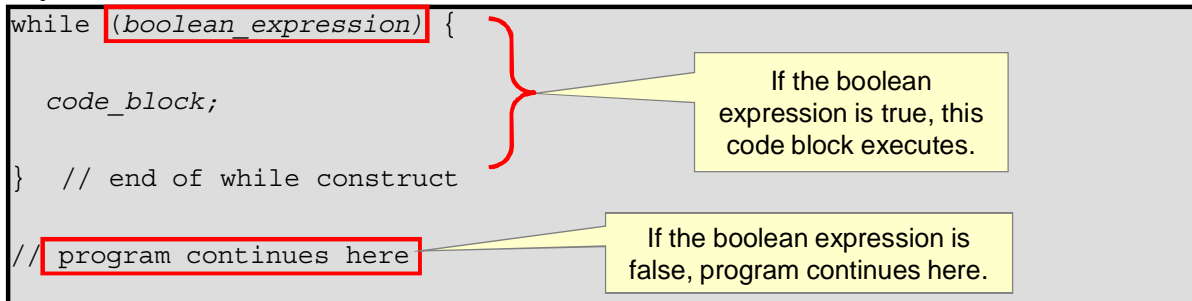 while (boolean_expression) {
code_block;
} // end of while construct
// program continues here
If the boolean
expression is true, this
code block executes.
If the boolean expression is
false, program continues here.